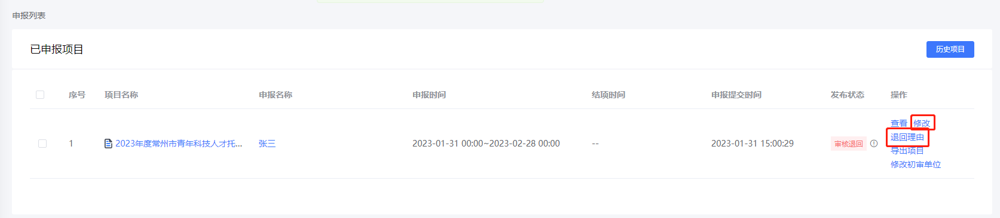 申报列表
已申报项目
历史项目
序号 项目名称 申报名称 申报时间 结项时间 申报提交时间 发布状态 操作
1 2023年度常州市青年科技人才托... 张三 2023-01-31 00:00~2023-02-28 00:00 -- 2023-01-31 15:00:29 审核退回
查看 修改
退回理由
导出项目
修改初审单位